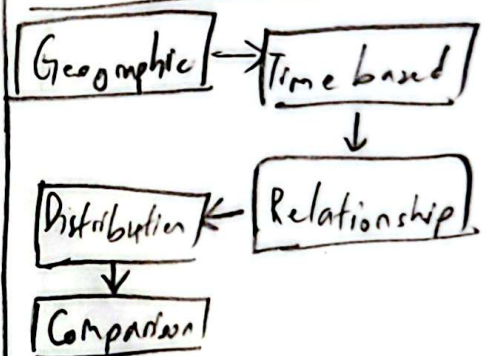 Geographic
Time based
Relationship
Distribution
Comparison